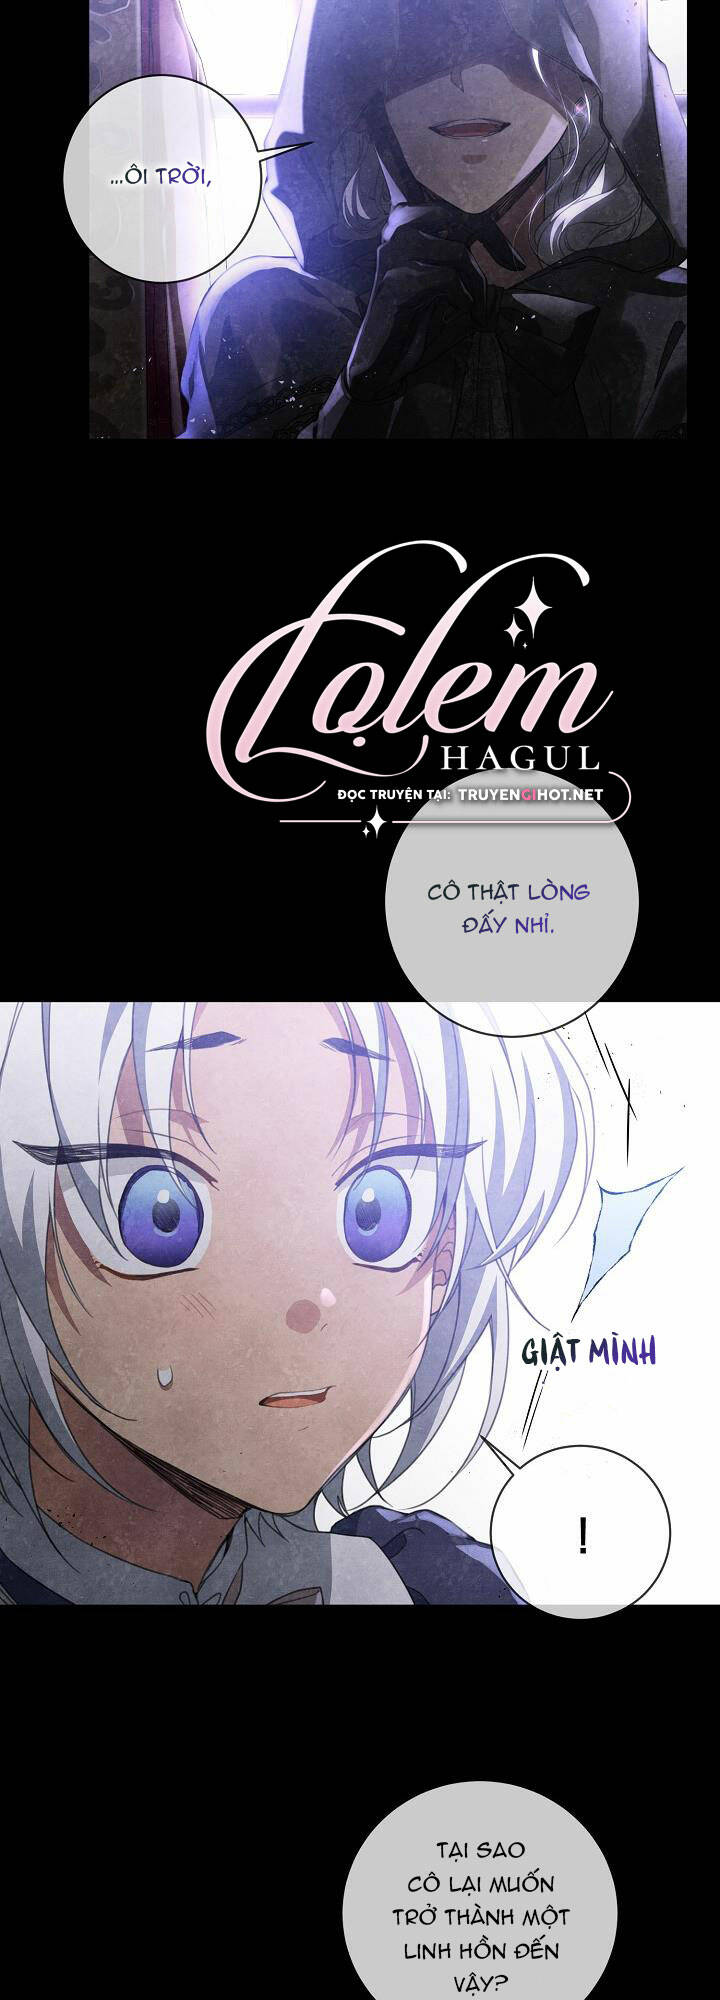 ...ÔI TRỜI,
Lọlem
HAGUL
ĐỌC TRUYỆN TẠI: TRUYENGIHOT.NET
CÔ THẬT LÒNG
ĐẤY NHỈ.
GIẬT MÌNH
!
TẠI SAO
CÔ LẠI MUỐN
TRỞ THÀNH MỘT
LINH HỒN ĐẾN
VẬY?